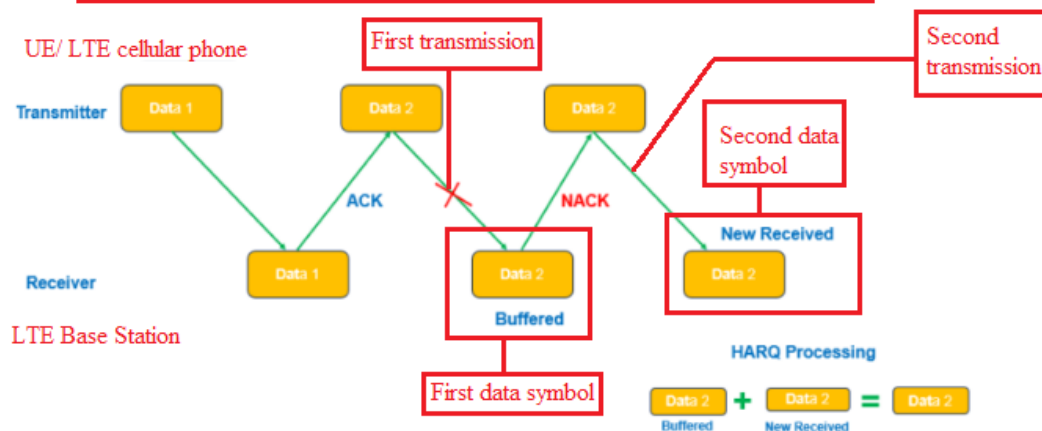 UE/ LTE cellular phone
First transmission
Second
transmission
Transmitter
Data 1
Data 2
Data 2
Second data
symbol
ACK
NACK
New Received
Receiver
Data 1
Data 2
Data 2
Buffered
LTE Base Station
HARQ Processing
First data symbol
Data 2 + Data 2 = Data 2
Buffered
New Received